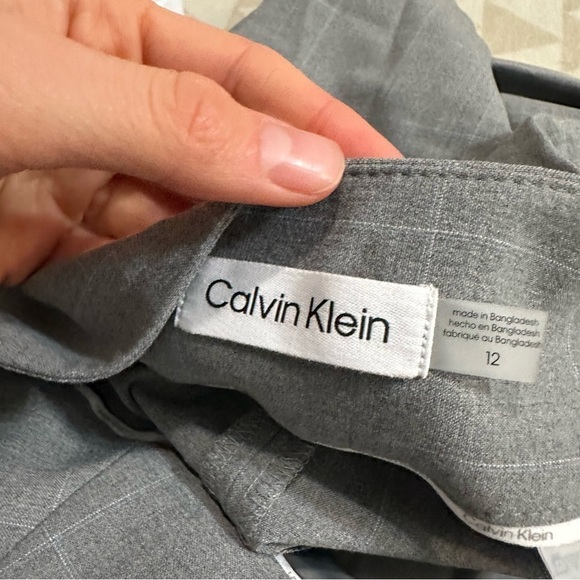 Calvin Klein
made in Bangladesh
hecho en Bangladesh
fabriqué au Bangladesh
12
Calvin Klein